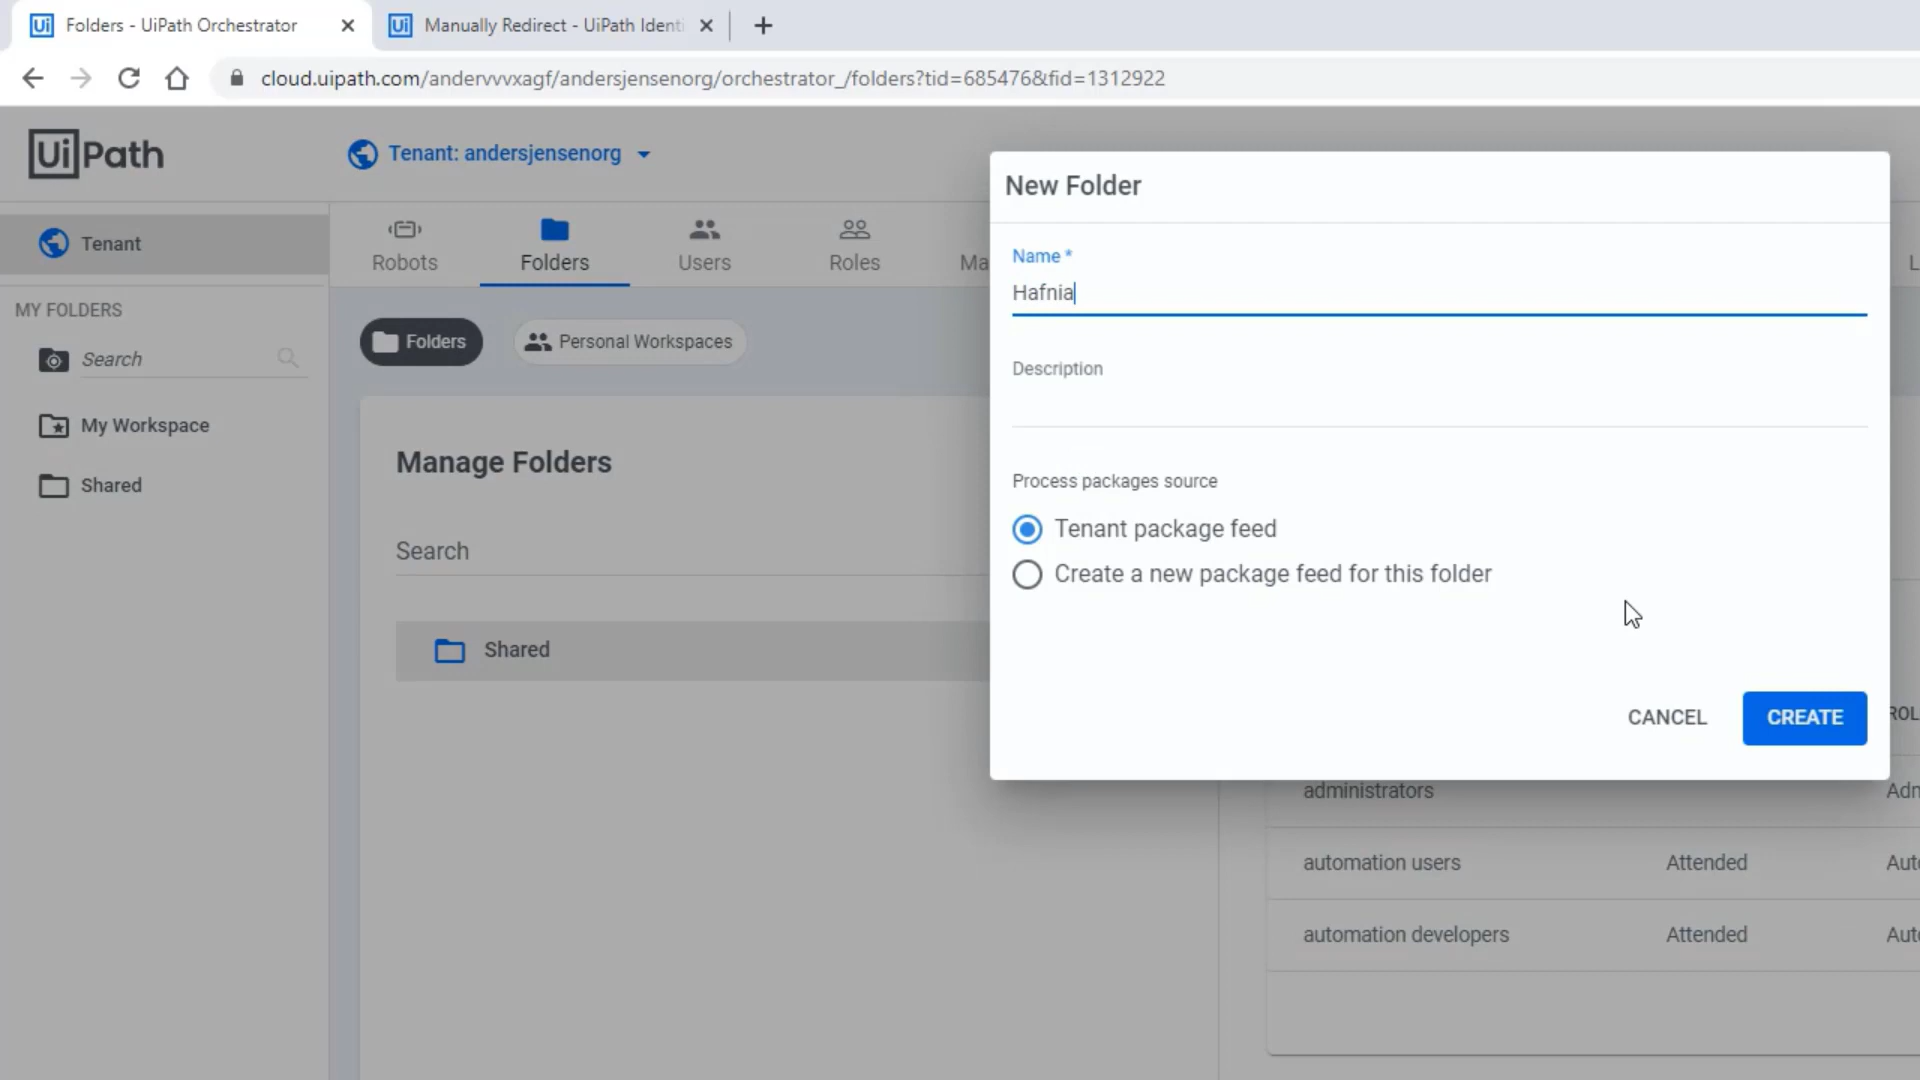 Folders - UiPath Orchestrator
Manually Redirect - UiPath Identi
cloud.uipath.com/andervvvxagf/andersjensenorg/orchestrator_/folders?tid=685476&fid=1312922
UiPath
Tenant: andersjensenorg
New Folder
Tenant
Robots
Folders
Users
Roles
Ma
L
Name *
Hafnia
MY FOLDERS
Search
Folders
Personal Workspaces
Description
My Workspace
Shared
Manage Folders
Process packages source
Tenant package feed
Create a new package feed for this folder
Search
Shared
CANCEL
CREATE
ROL
administrators
Adm
automation users
Attended
Auto
automation developers
Attended
Auto